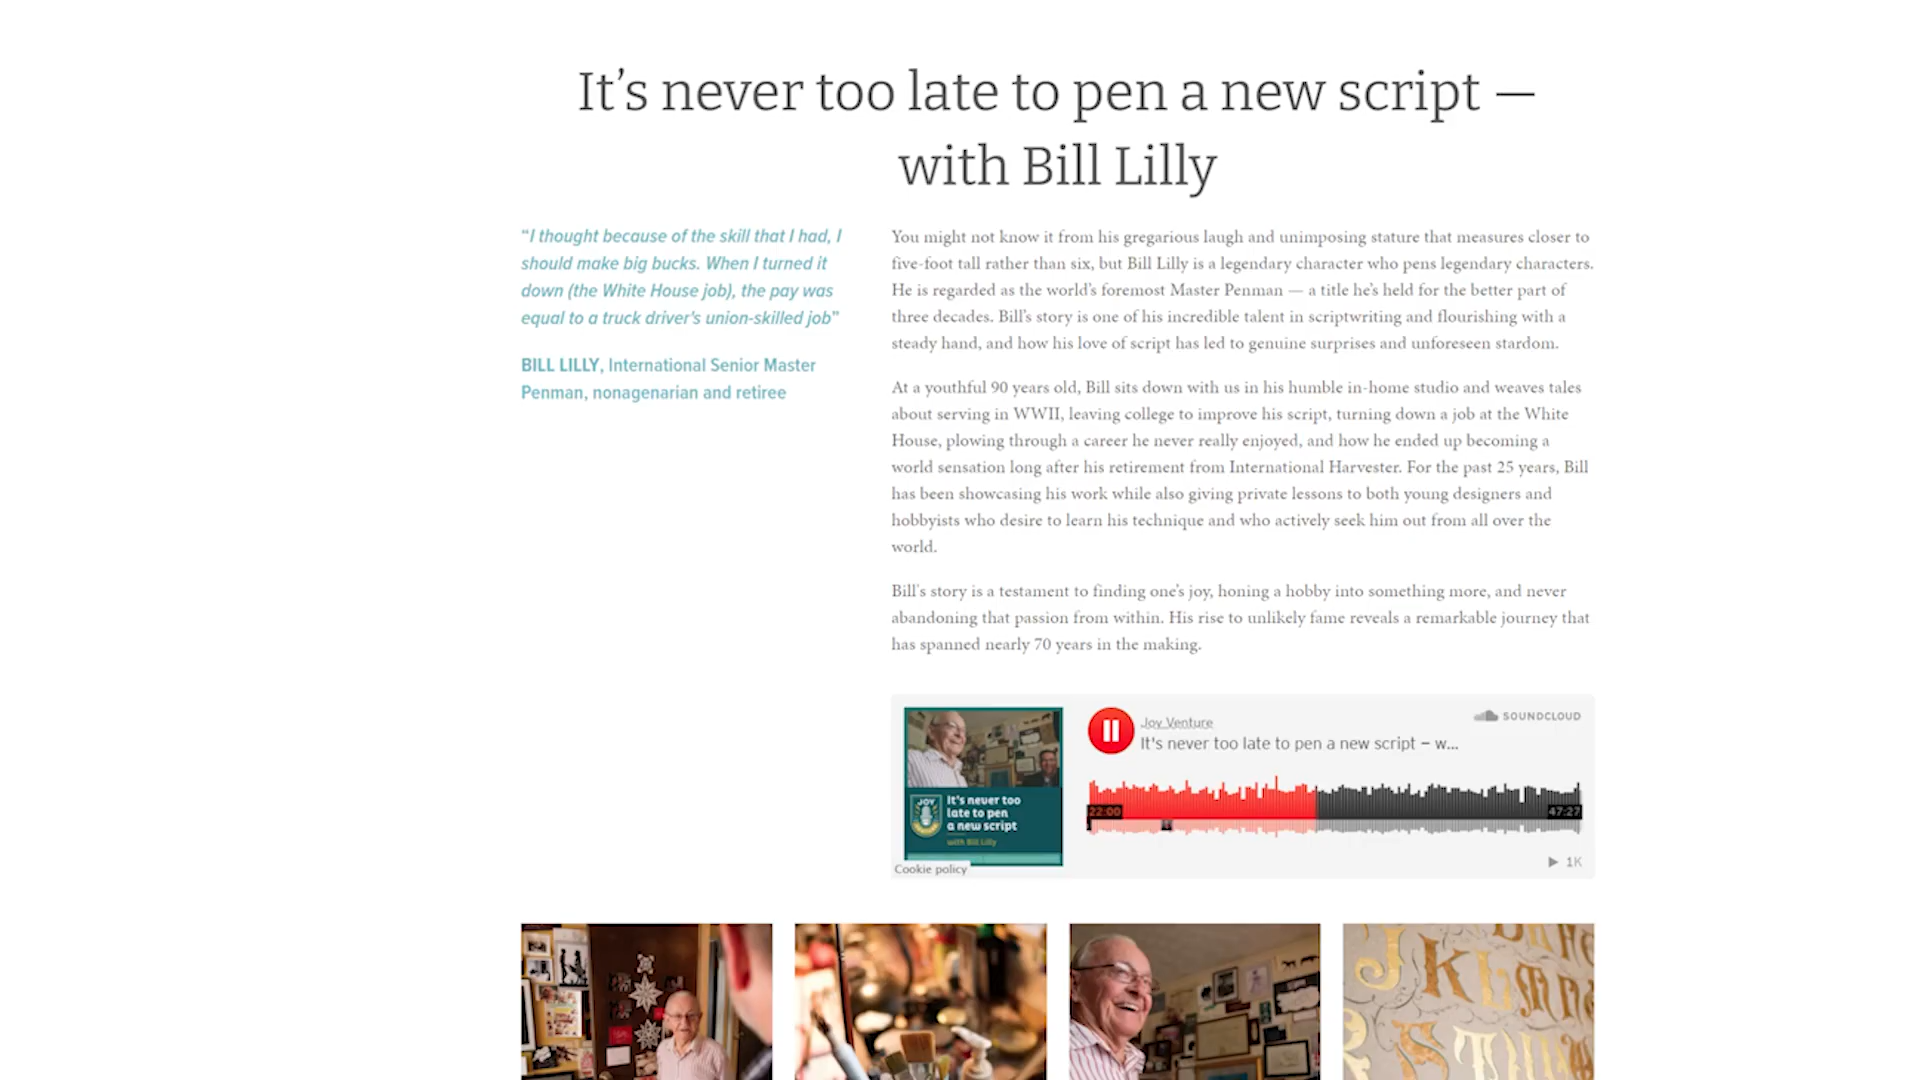 It’s never too late to pen a new script —
with Bill Lilly
“I thought because of the skill that I had, I
should make big bucks. When I turned it
down (the White House job), the pay was
equal to a truck driver's union-skilled job”
BILL LILLY, International Senior Master
Penman, nonagenarian and retiree
You might not know it from his gregarious laugh and unimposing stature that measures closer to
five-foot tall rather than six, but Bill Lilly is a legendary character who pens legendary characters.
He is regarded as the world’s foremost Master Penman — a title he’s held for the better part of
three decades. Bill’s story is one of his incredible talent in scriptwriting and flourishing with a
steady hand, and how his love of script has led to genuine surprises and unforeseen stardom.
At a youthful 90 years old, Bill sits down with us in his humble in-home studio and weaves tales
about serving in WWII, leaving college to improve his script, turning down a job at the White
House, plowing through a career he never really enjoyed, and how he ended up becoming a
world sensation long after his retirement from International Harvester. For the past 25 years, Bill
has been showcasing his work while also giving private lessons to both young designers and
hobbyists who desire to learn his technique and who actively seek him out from all over the
world.
Bill's story is a testament to finding one’s joy, honing a hobby into something more, and never
abandoning that passion from within. His rise to unlikely fame reveals a remarkable journey that
has spanned nearly 70 years in the making.
JOY
It's never too
late to pen
a new script
with Bill Lilly
Cookie policy
Joy Venture
It's never too late to pen a new script – w...
SOUNDCLOUD
22:00
47:27
1K
J K L M N
S T U